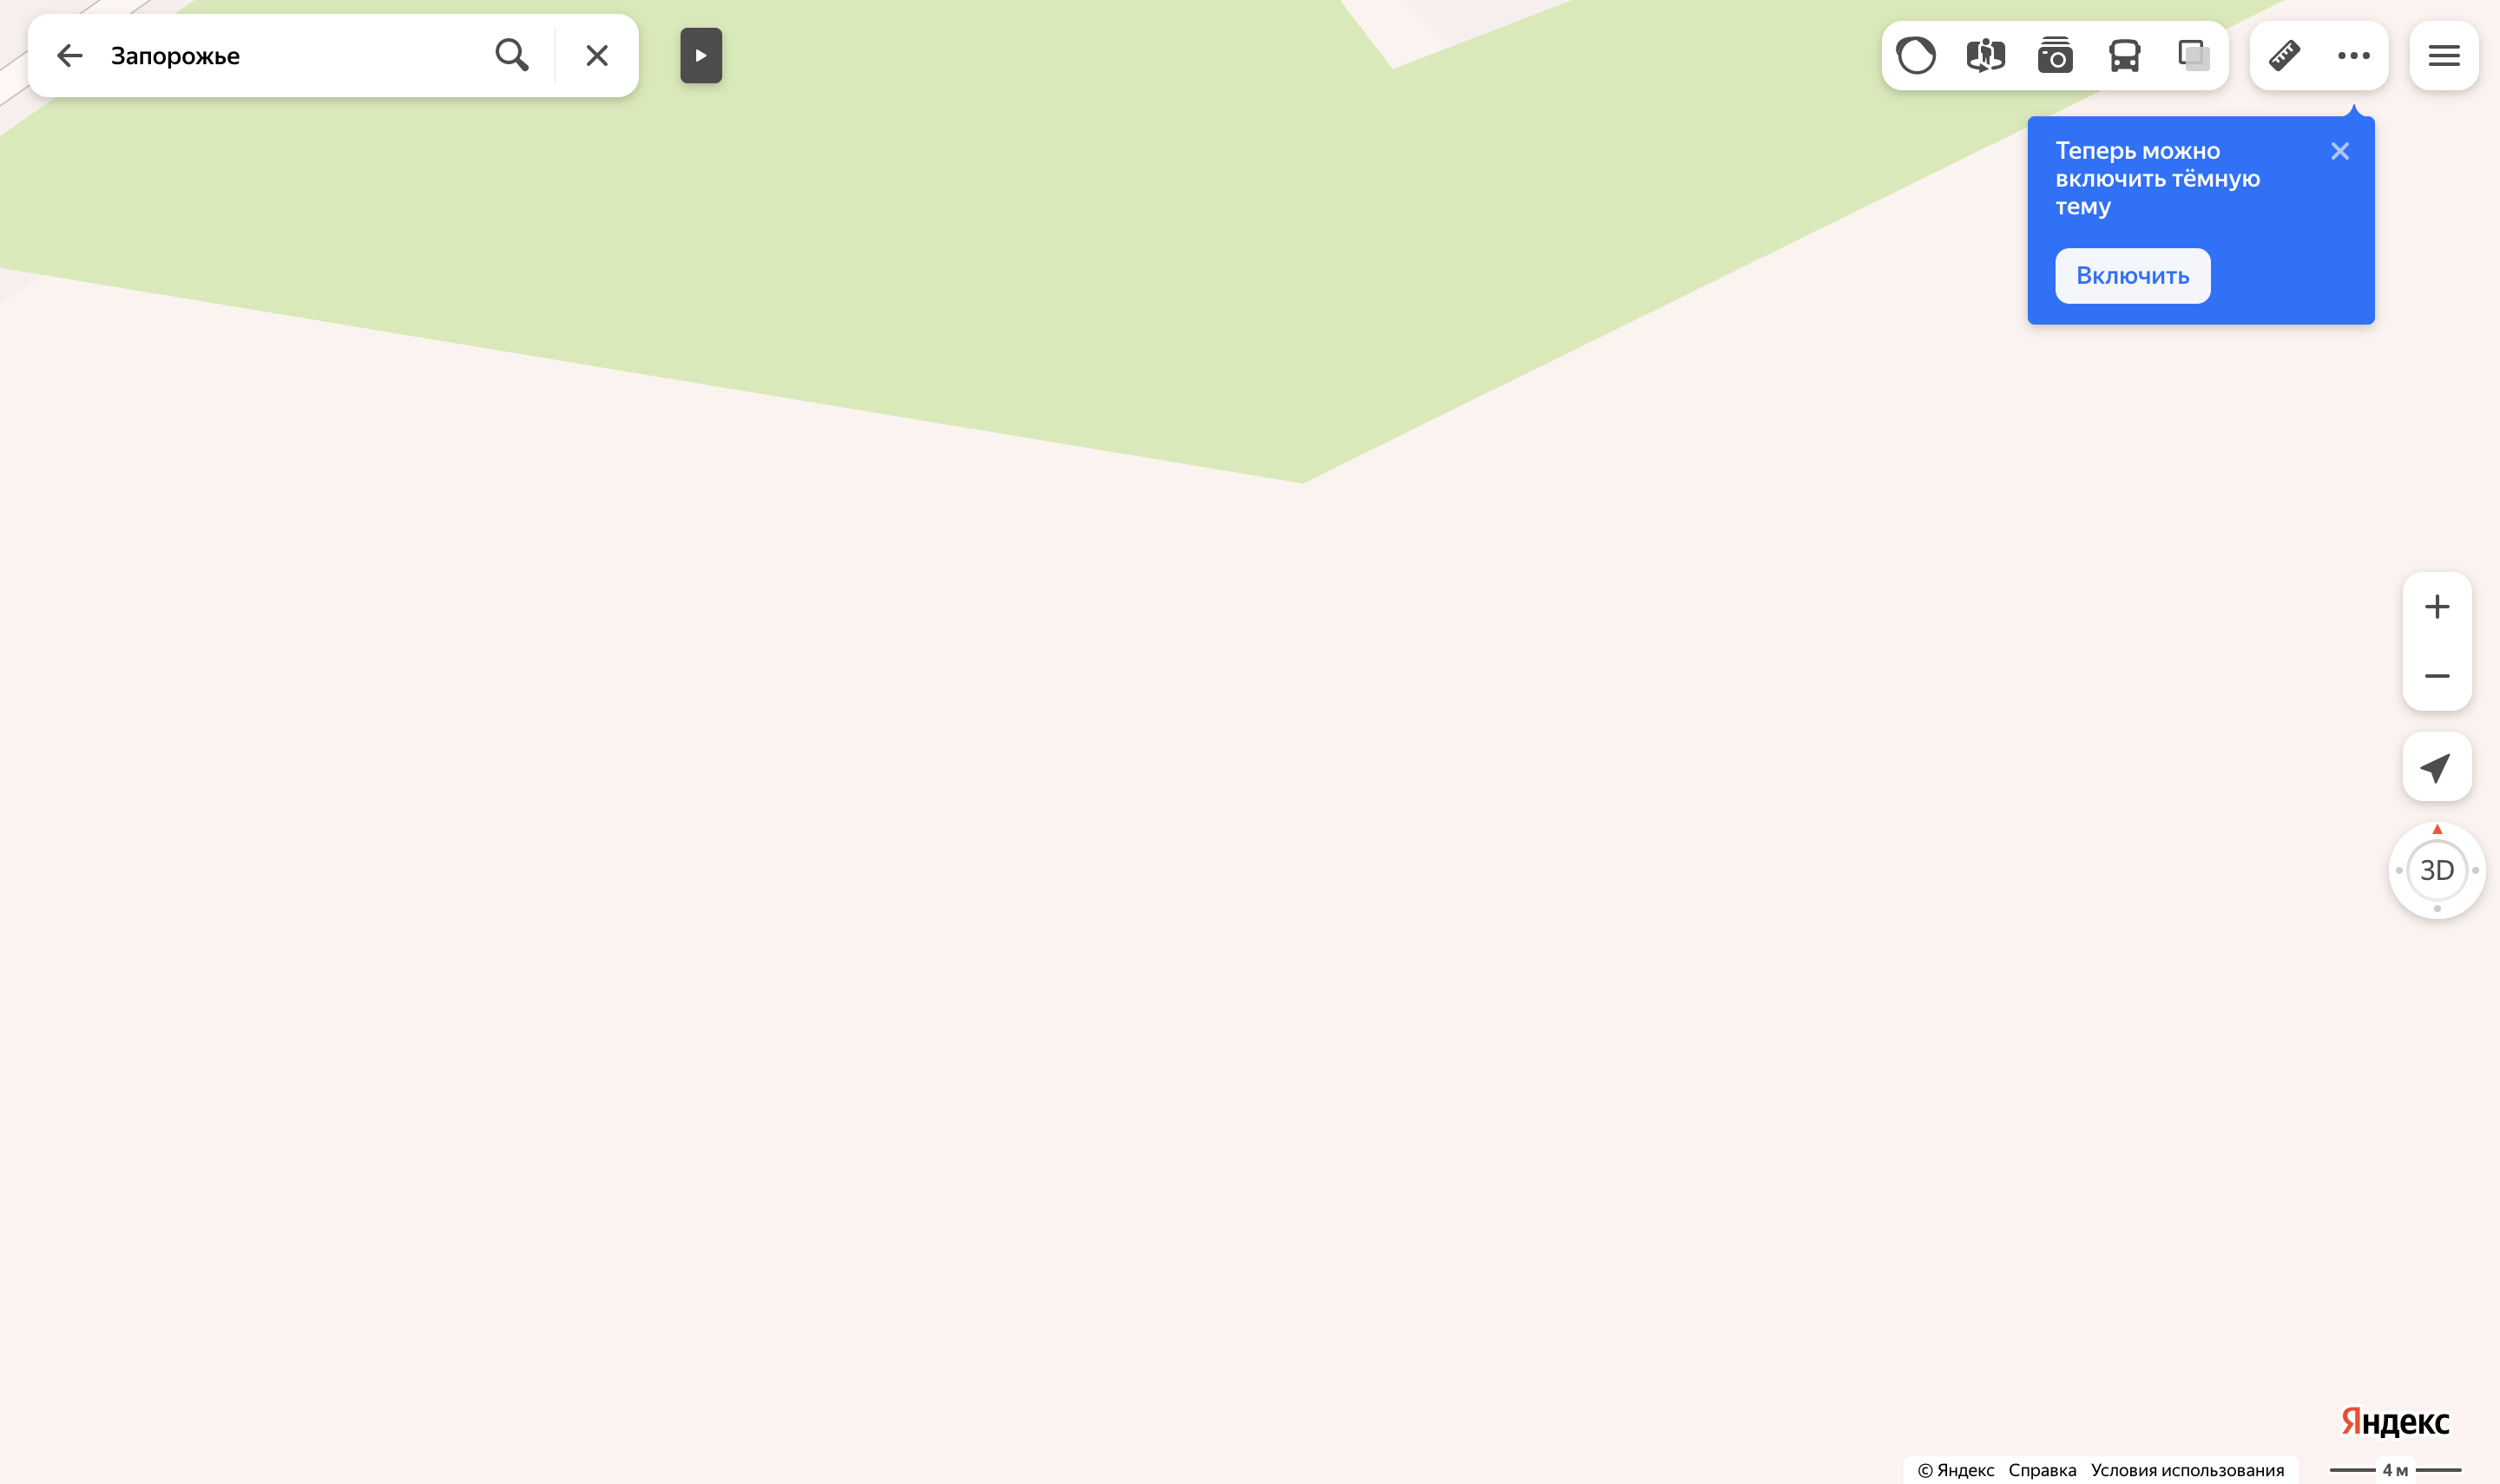 Запорожье
Теперь можно
включить тёмную
тему
Включить
3D
Яндекс
© Яндекс Справка Условия использования
4 м